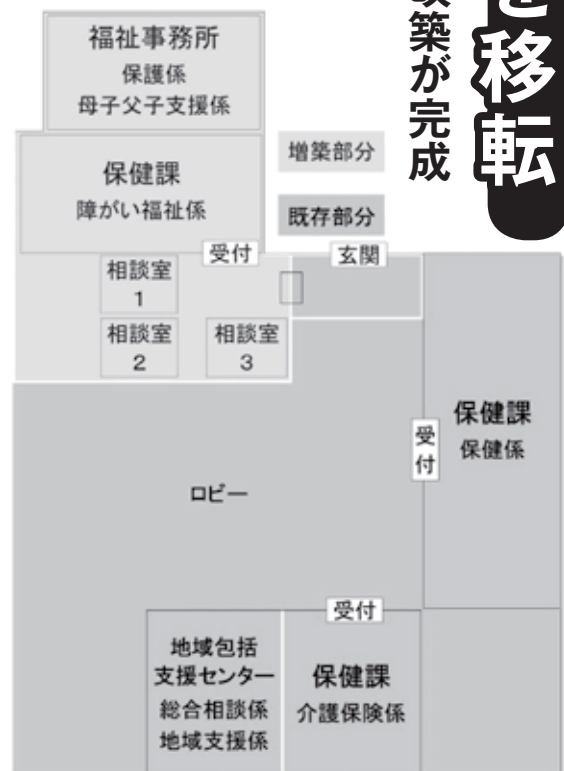 を移転
改築が完成
福祉事務所
保護係
母子父子支援係
保健課
障がい福祉係
増築部分
既存部分
受付
玄関
相談室
1
相談室
2
相談室
3
保健課
保健係
受付
ロビー
受付
地域包括
支援センター
総合相談係
地域支援係
保健課
介護保険係